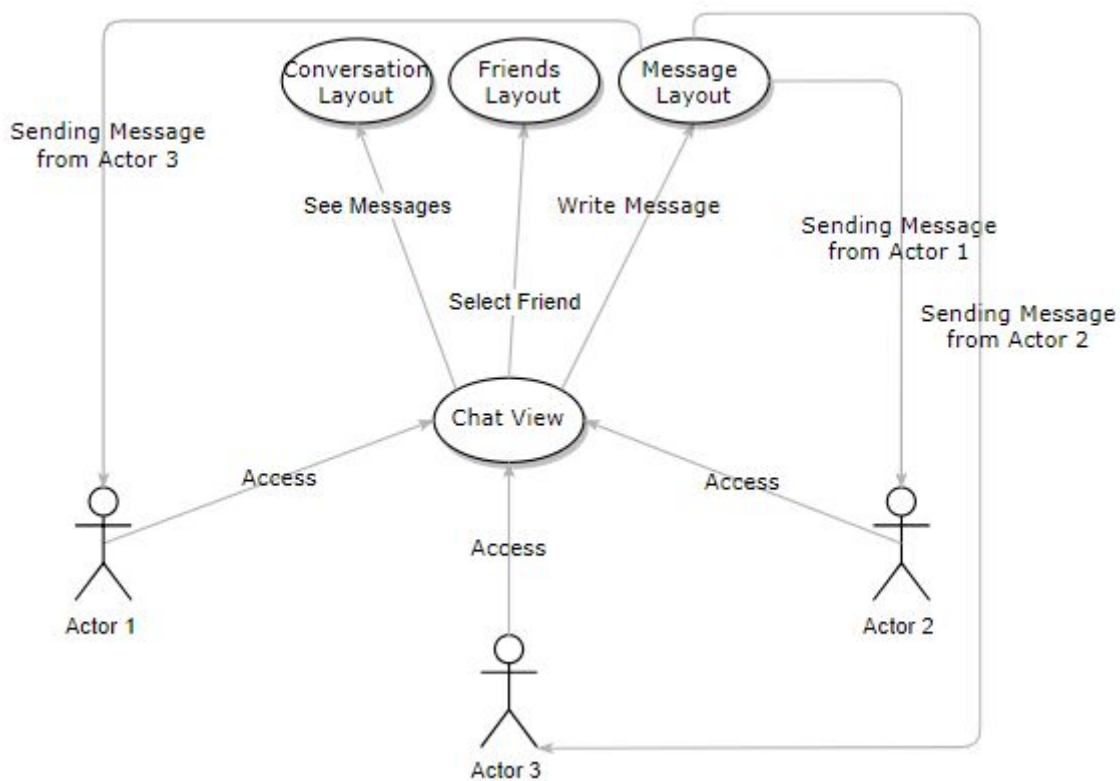 Conversation
Layout
Friends
Layout
Message
Layout
Sending Message
from Actor 3
See Messages
Write Message
Sending Message
from Actor 1
Select Friend
Sending Message
from Actor 2
Chat View
Access
Access
Access
Actor 1
Actor 2
Actor 3